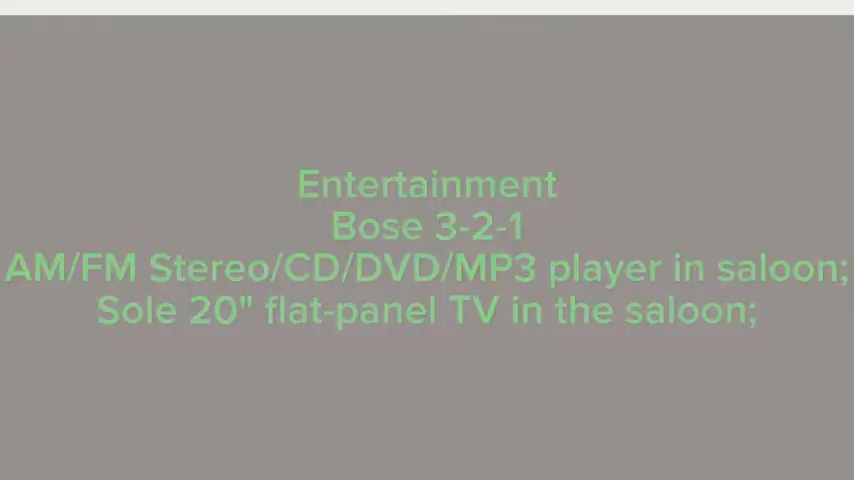 Entertainment
Bose 3-2-1
AM/FM Stereo/CD/DVD/MP3 player in saloon;
Sole 20" flat-panel TV in the saloon;